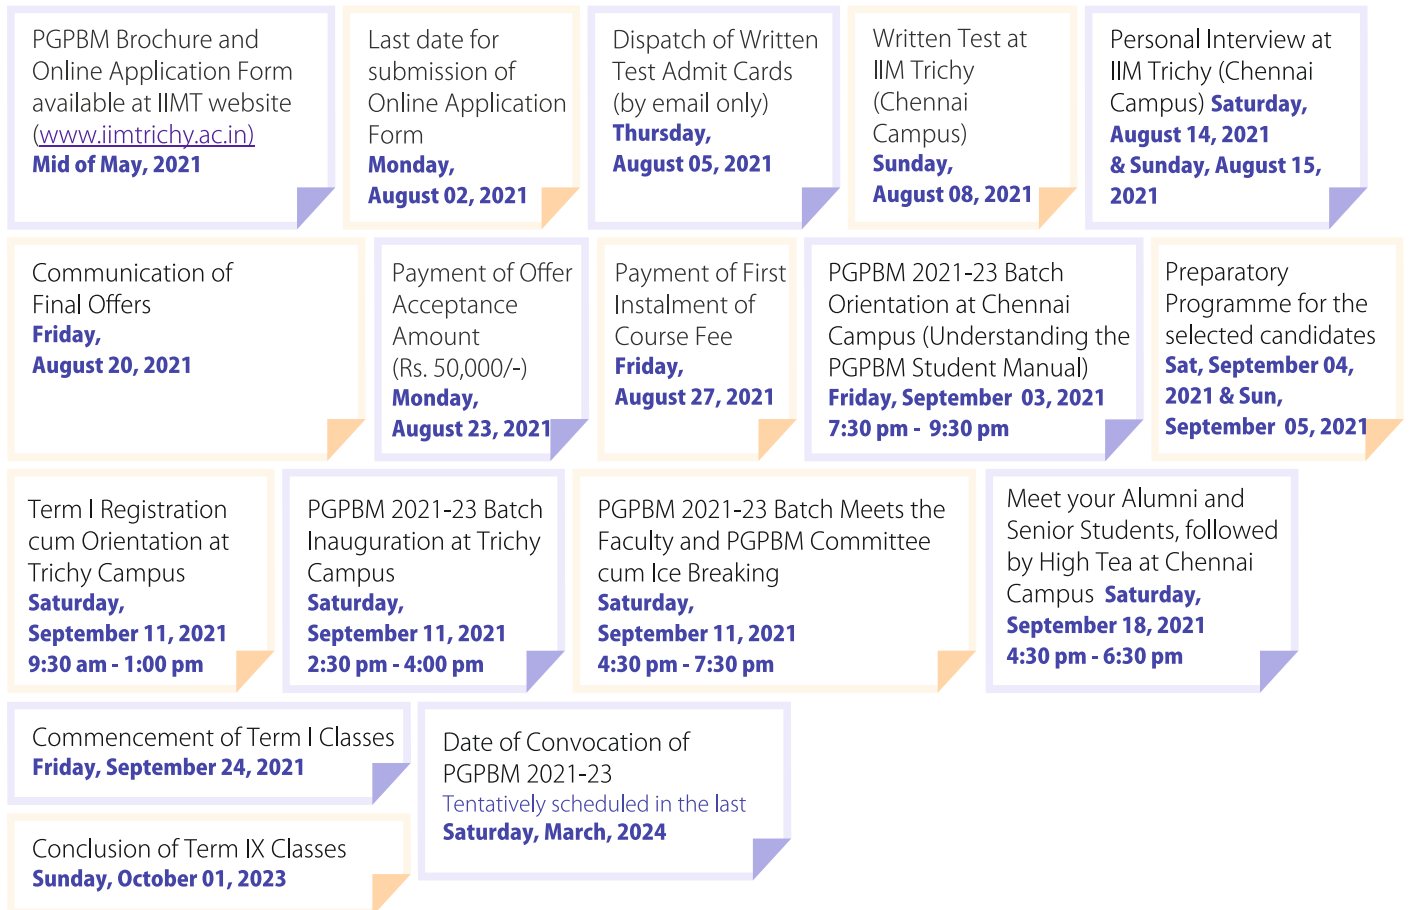 PGPBM Brochure and
Online Application Form
available at IIMT website
(www.iimtrichy.ac.in)
Mid of May, 2021
Last date for
submission of
Online Application
Form
Monday,
August 02, 2021
Dispatch of Written
Test Admit Cards
(by email only)
Thursday,
August 05, 2021
Written Test at
IIM Trichy
(Chennai
Campus)
Sunday,
August 08, 2021
Personal Interview at
IIM Trichy (Chennai
Campus) Saturday,
August 14, 2021
& Sunday, August 15,
2021
Communication of
Final Offers
Friday,
August 20, 2021
Payment of Offer
Acceptance
Amount
(Rs. 50,000/-)
Monday,
August 23, 2021
Payment of First
Instalment of
Course Fee
Friday,
August 27, 2021
PGPBM 2021-23 Batch
Orientation at Chennai
Campus (Understanding the
PGPBM Student Manual)
Friday, September 03, 2021
7:30 pm - 9:30 pm
Preparatory
Programme for the
selected candidates
Sat, September 04,
2021 & Sun,
September 05, 2021
Term I Registration
cum Orientation at
Trichy Campus
Saturday,
September 11, 2021
9:30 am - 1:00 pm
PGPBM 2021-23 Batch
Inauguration at Trichy
Campus
Saturday,
September 11, 2021
2:30 pm - 4:00 pm
PGPBM 2021-23 Batch Meets the
Faculty and PGPBM Committee
cum Ice Breaking
Saturday,
September 11, 2021
4:30 pm - 7:30 pm
Meet your Alumni and
Senior Students, followed
by High Tea at Chennai
Campus Saturday,
September 18, 2021
4:30 pm - 6:30 pm
Commencement of Term I Classes
Friday, September 24, 2021
Conclusion of Term IX Classes
Sunday, October 01, 2023
Date of Convocation of
PGPBM 2021-23
Tentatively scheduled in the last
Saturday, March, 2024